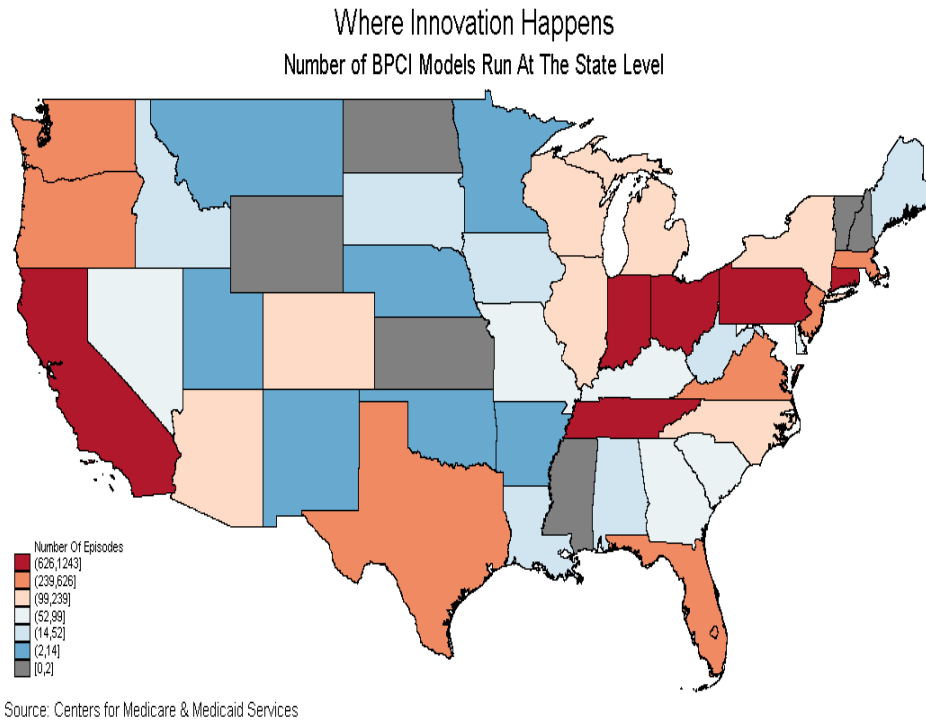 Where Innovation Happens
Number of BPCI Models Run At The State Level
Number Of Episodes
(626,1243]
(239,626]
(99,239]
(52,99]
(14,52]
(2,14]
[0,2]
Source: Centers for Medicare & Medicaid Services